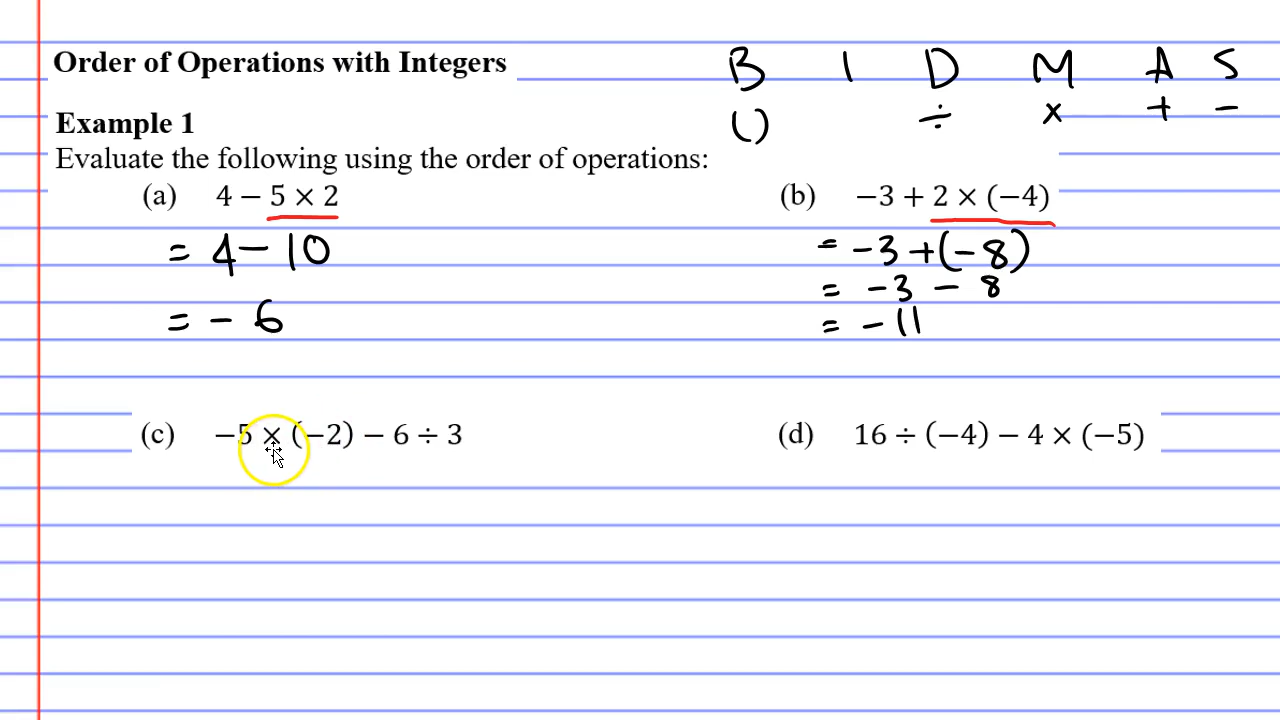 Order of Operations with Integers
B I D M A S
() ÷ × + −
Example 1
Evaluate the following using the order of operations:
(a) 4 − 5 × 2
= 4 − 10
= − 6
(b) −3 + 2 × (−4)
= −3 + (−8)
= −3 − 8
= −11
(c) −5 × (−2) − 6 ÷ 3
(d) 16 ÷ (−4) − 4 × (−5)